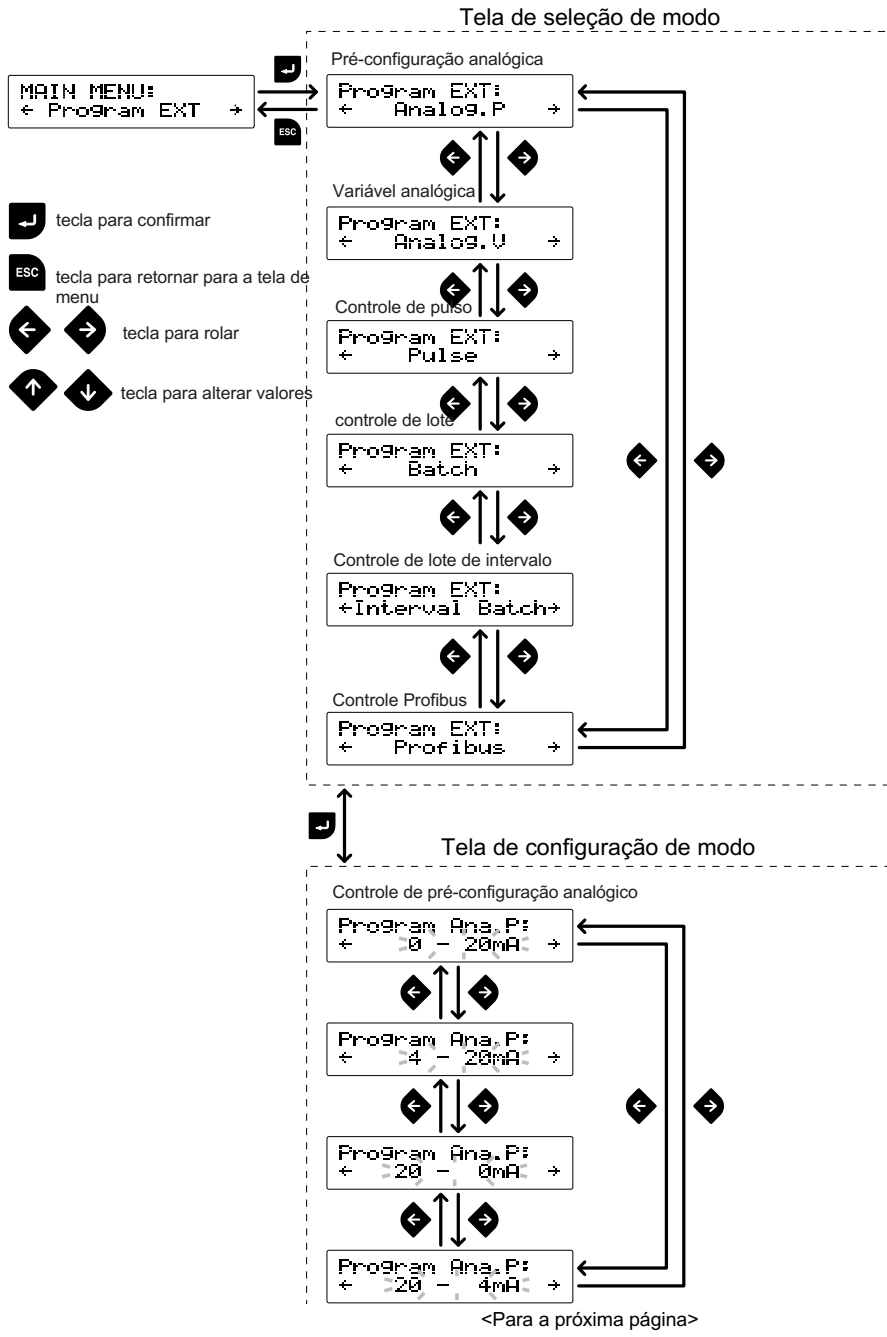 Tela de seleção de modo
Pré-configuração analógica
MAIN MENU:
← Program EXT →
ESC
Program EXT:
← Analog.P →
Variável analógica
Program EXT:
← Analog.V →
tecla para confirmar
ESC
tecla para retornar para a tela de
menu
tecla para rolar
tecla para alterar valores
Controle de pulso
Program EXT:
← Pulse →
controle de lote
Program EXT:
← Batch →
Controle de lote de intervalo
Program EXT:
←Interval Batch→
Controle Profibus
Program EXT:
← Profibus →
Tela de configuração de modo
Controle de pré-configuração analógico
Program Ana.P:
← 0 - 20mA →
Program Ana.P:
← 4 - 20mA →
Program Ana.P:
← 20 - 0mA →
Program Ana.P:
← 20 - 4mA →
<Para a próxima página>